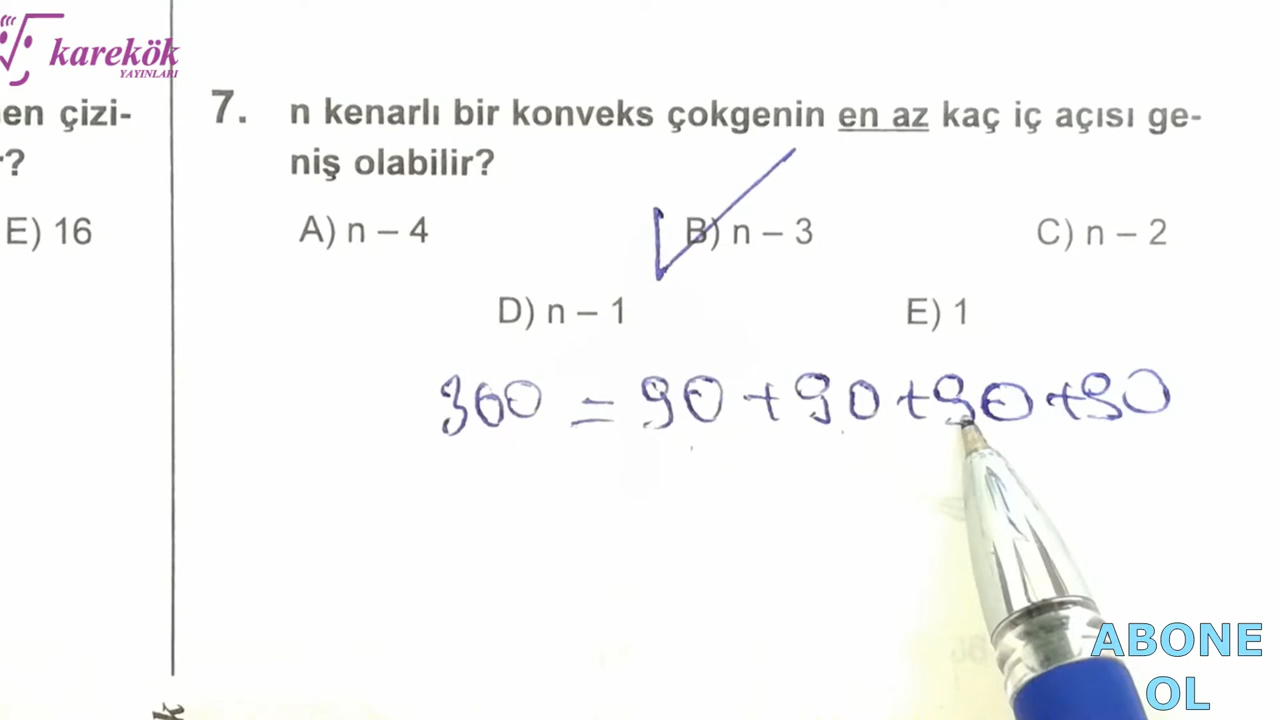 karekök
YAYINLARI
en çizi-
?
E) 16
7. n kenarlı bir konveks çokgenin en az kaç iç açısı ge-
niş olabilir?
A) n – 4 B) n – 3 C) n – 2
D) n – 1 E) 1
360 = 90 + 90 + 90 + 90
ABONE
OL